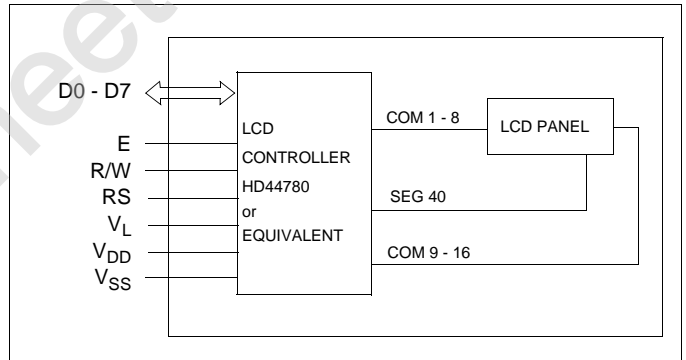 D0 - D7
E
R/W
RS
VL
VDD
VSS
LCD
CONTROLLER
HD44780
or
EQUIVALENT
COM 1 - 8
SEG 40
COM 9 - 16
LCD PANEL